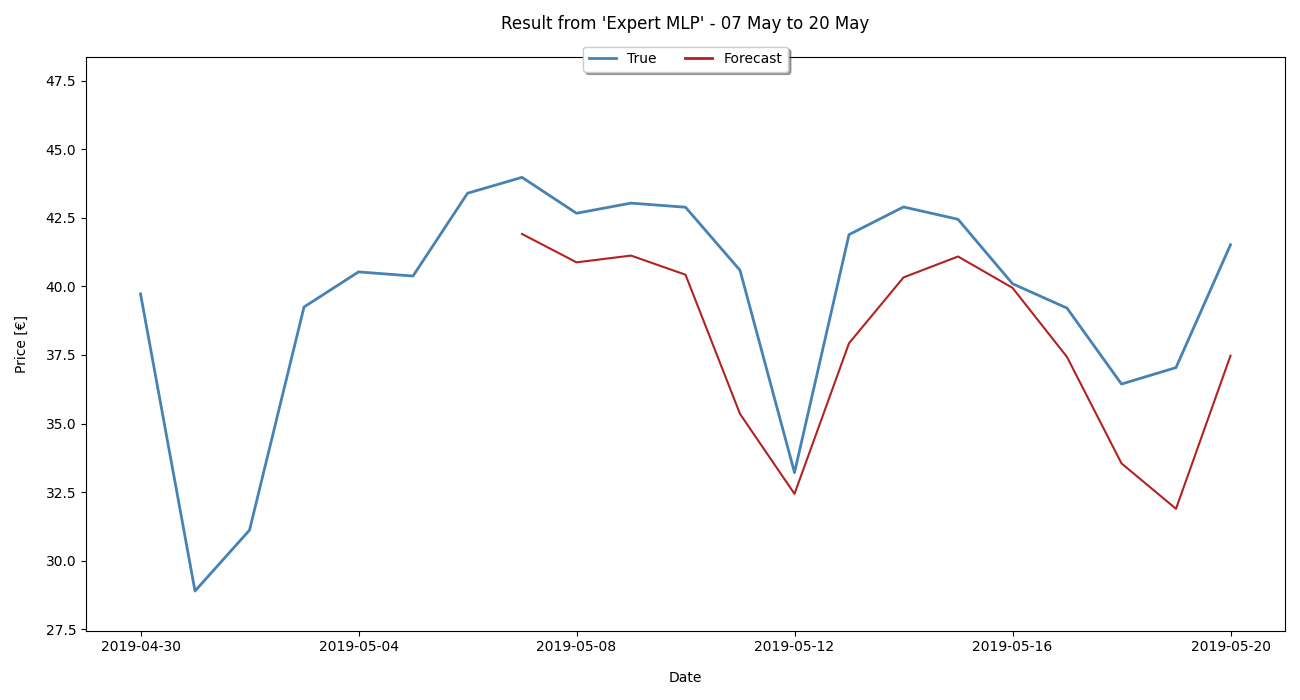 Result from 'Expert MLP' - 07 May to 20 May
True Forecast
47.5
45.0
42.5
40.0
37.5
35.0
32.5
30.0
27.5
Price [€]
2019-04-30 2019-05-04 2019-05-08 2019-05-12 2019-05-16 2019-05-20
Date